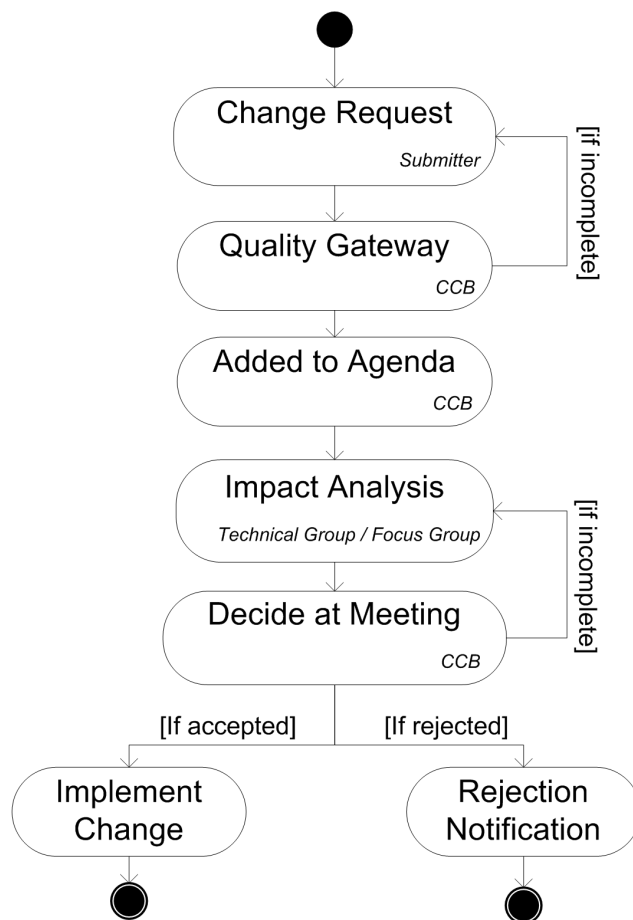 Change Request
Submitter
[if incomplete]
Quality Gateway
CCB
Added to Agenda
CCB
Impact Analysis
Technical Group / Focus Group
[if incomplete]
Decide at Meeting
CCB
[If accepted]
[If rejected]
Implement
Change
Rejection
Notification